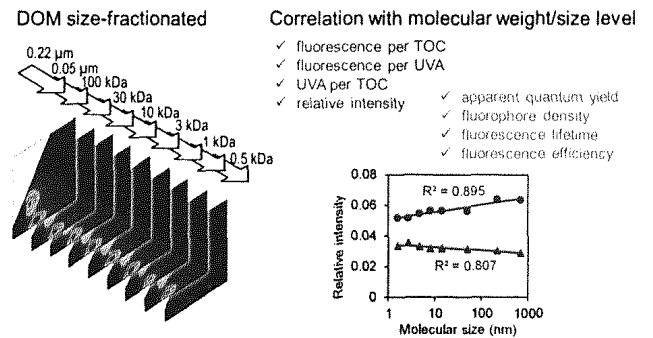 DOM size-fractionated
0.22 µm
0.05 µm
100 kDa
30 kDa
10 kDa
3 kDa
1 kDa
0.5 kDa
Correlation with molecular weight/size level
✓ fluorescence per TOC
✓ fluorescence per UVA
✓ UVA per TOC
✓ relative intensity
✓ apparent quantum yield
✓ fluorophore density
✓ fluorescence lifetime
✓ fluorescence efficiency
Relative intensity
0.08
0.06
0.04
0.02
0
R² = 0.895
R² = 0.807
1 10 100 1000
Molecular size (nm)